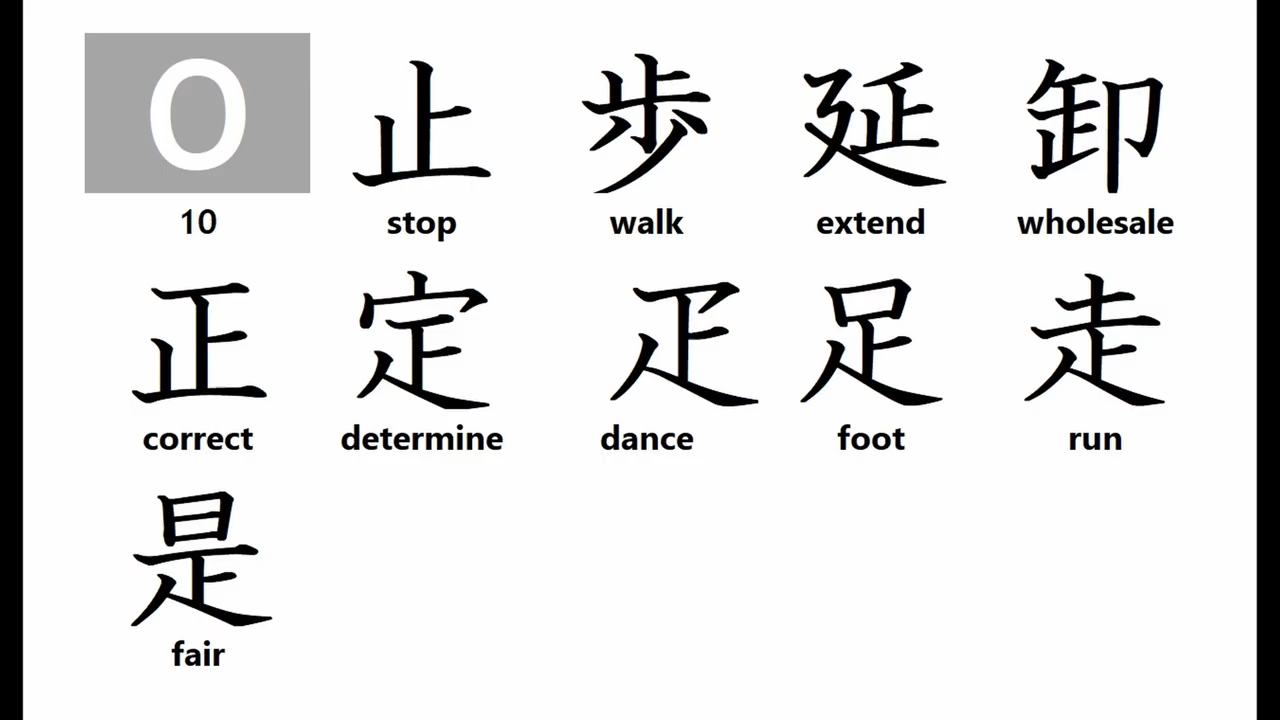 O 止 歩 延 卸
10 stop walk extend wholesale
正 定 疋 足 走
correct determine dance foot run
是
fair